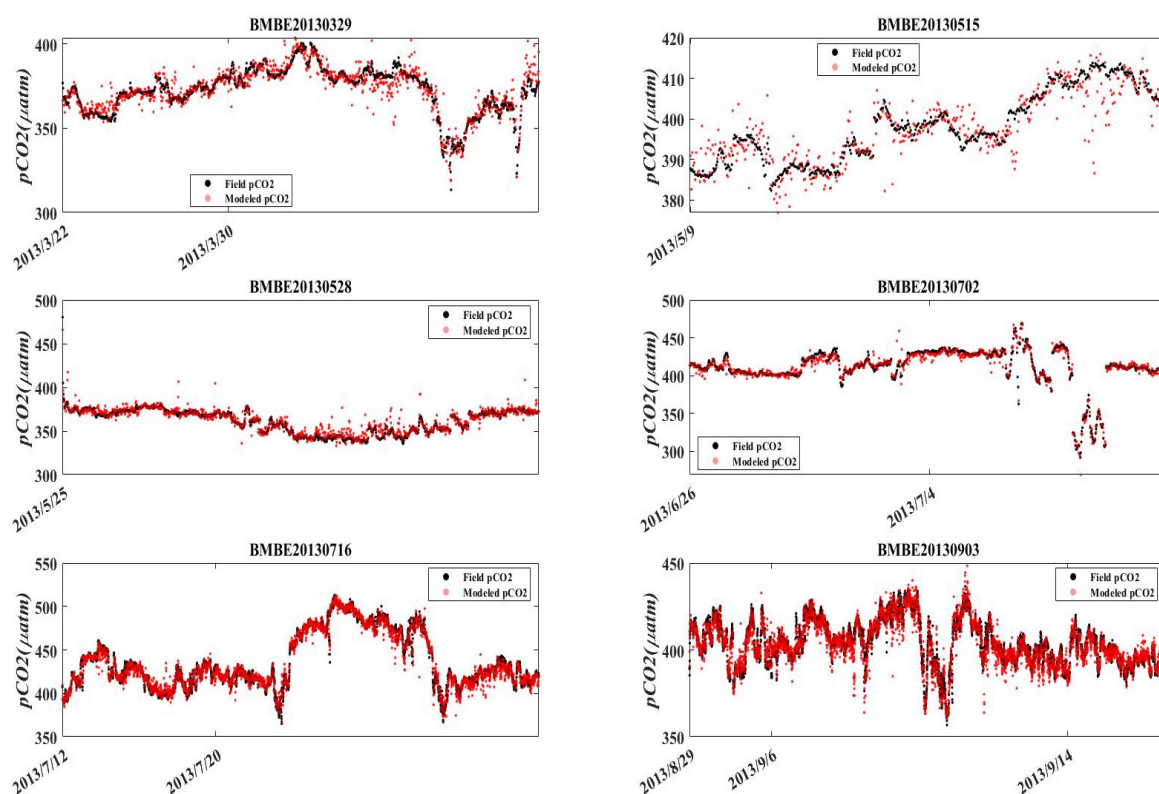 BMBE20130329
pCO2(μatm)
400
350
300
Field pCO2
Modeled pCO2
2013/3/22
2013/3/30
BMBE20130515
pCO2(μatm)
420
410
400
390
380
Field pCO2
Modeled pCO2
2013/5/9
BMBE20130528
pCO2(μatm)
500
450
400
350
300
Field pCO2
Modeled pCO2
2013/5/25
BMBE20130702
pCO2(μatm)
500
450
400
350
300
Field pCO2
Modeled pCO2
2013/6/26
2013/7/4
BMBE20130716
pCO2(μatm)
550
500
450
400
350
Field pCO2
Modeled pCO2
2013/7/12
2013/7/20
BMBE20130903
pCO2(μatm)
450
400
350
Field pCO2
Modeled pCO2
2013/8/29
2013/9/6
2013/9/14